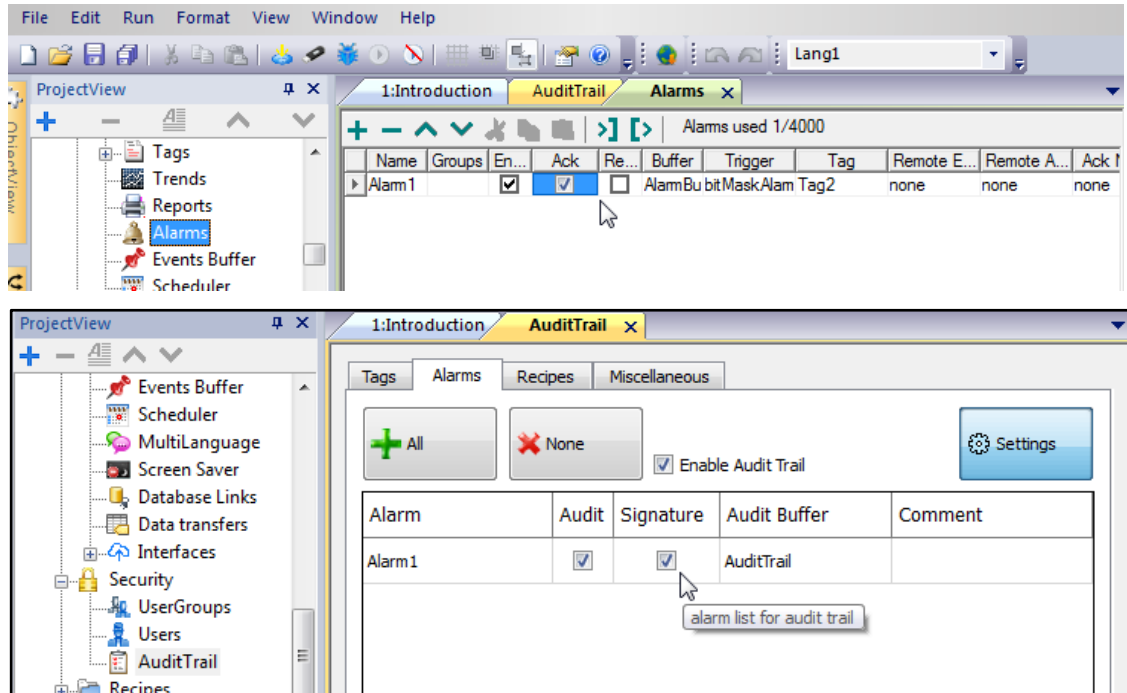 File Edit Run Format View Window Help
Lang1
ProjectView
1:Introduction AuditTrail Alarms
ObjectView
Alarms used 1/4000
Tags
Trends
Reports
Alarms
Events Buffer
Scheduler
Name Groups En... Ack Re... Buffer Trigger Tag Remote E... Remote A... Ack
Alarm1 AlarmBu bitMaskAlarm Tag2 none none none
ProjectView
1:Introduction AuditTrail
Events Buffer
Scheduler
MultiLanguage
Screen Saver
Database Links
Data transfers
Interfaces
Security
UserGroups
Users
AuditTrail
Recipes
Tags Alarms Recipes Miscellaneous
All None Enable Audit Trail Settings
Alarm Audit Signature Audit Buffer Comment
Alarm1 AuditTrail
alarm list for audit trail